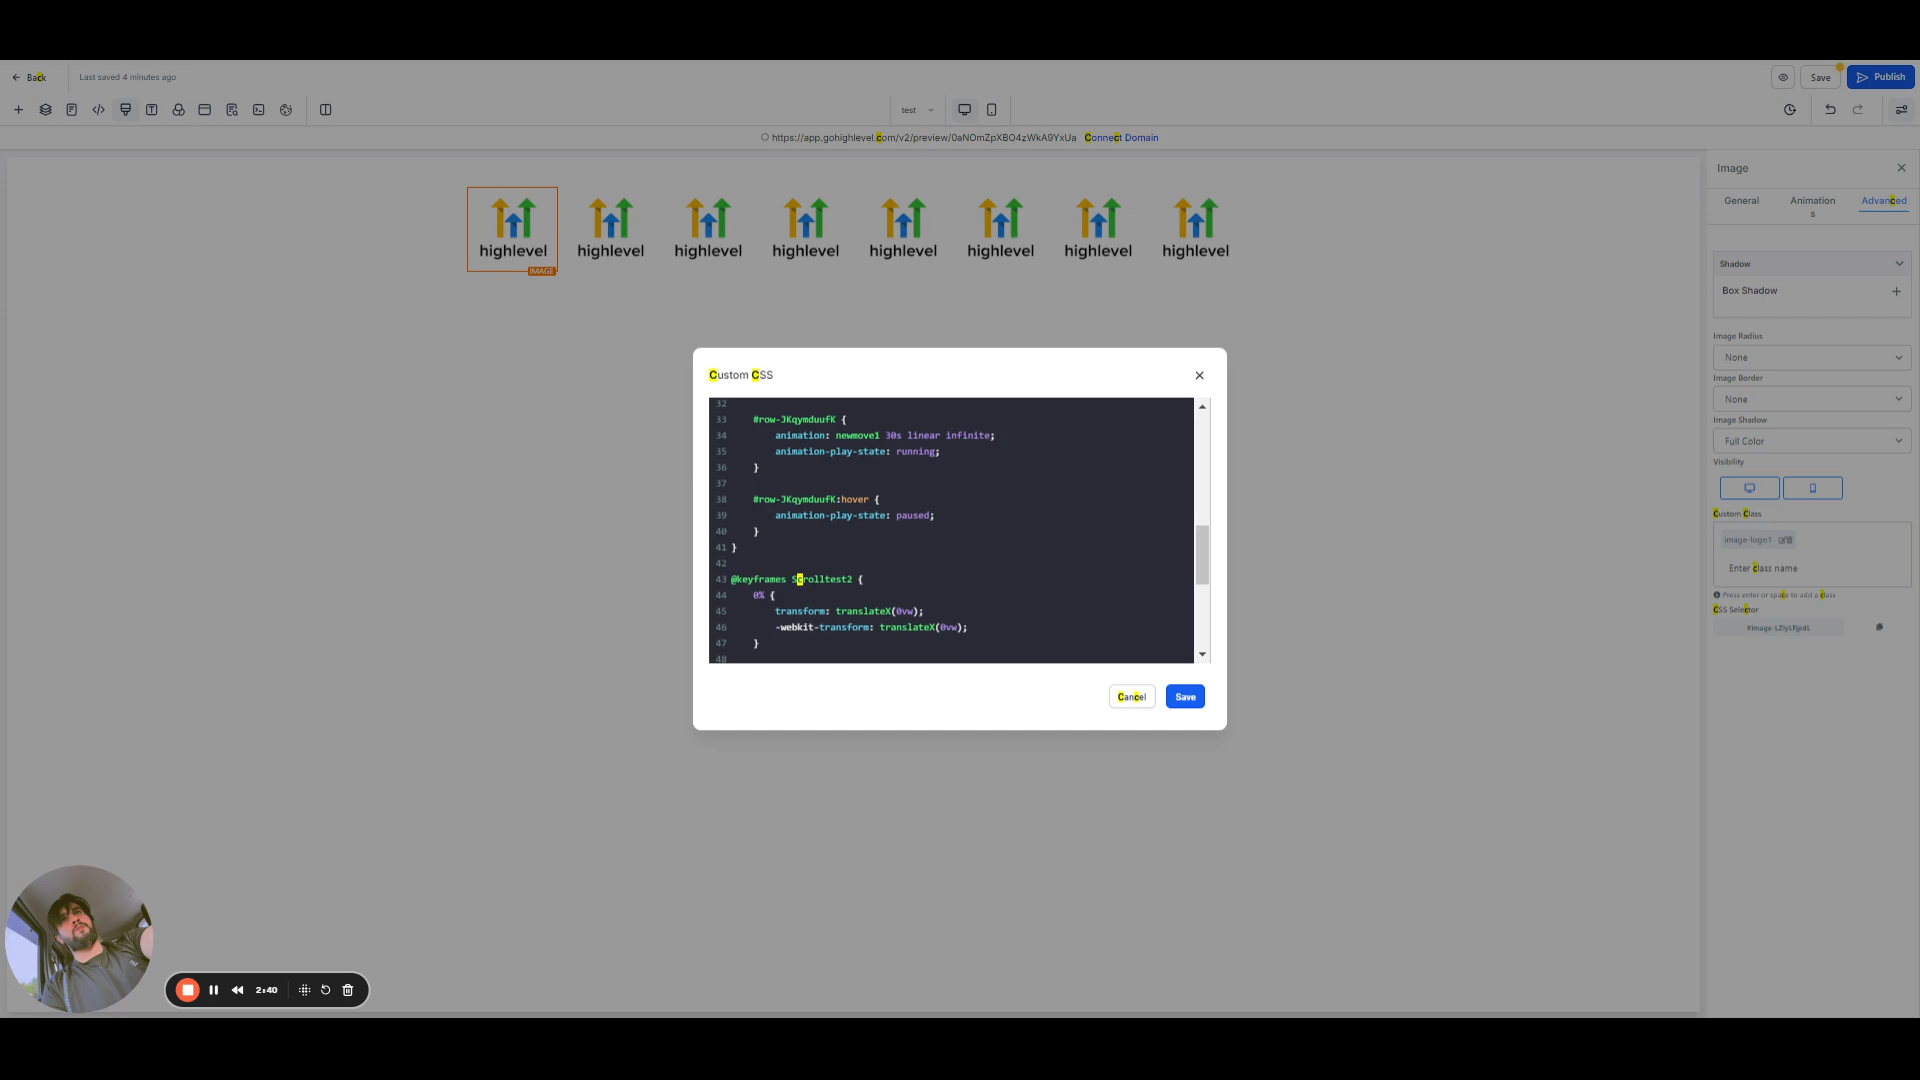 Back
Last saved 4 minutes ago
Save
Publish
test
https://app.gohighlevel.com/v2/preview/0aNOmZpXBO4zWkA9YxUa Connect Domain
highlevel highlevel highlevel highlevel highlevel highlevel highlevel highlevel
IMAGE
Custom CSS
32
33 #row-JKqymduufK {
34 animation: newmove1 30s linear infinite;
35 animation-play-state: running;
36 }
37
38 #row-JKqymduufK:hover {
39 animation-play-state: paused;
40 }
41 }
42
43 @keyframes Scrolltest2 {
44 0% {
45 transform: translateX(0vw);
46 -webkit-transform: translateX(0vw);
47 }
48
Cancel
Save
Image
General
Animation
s
Advanced
Shadow
Box Shadow
Image Radius
None
Image Border
None
Image Shadow
Full Color
Visibility
Custom Class
image-logo1
Enter class name
Press enter or space to add a class
CSS Selector
2:40